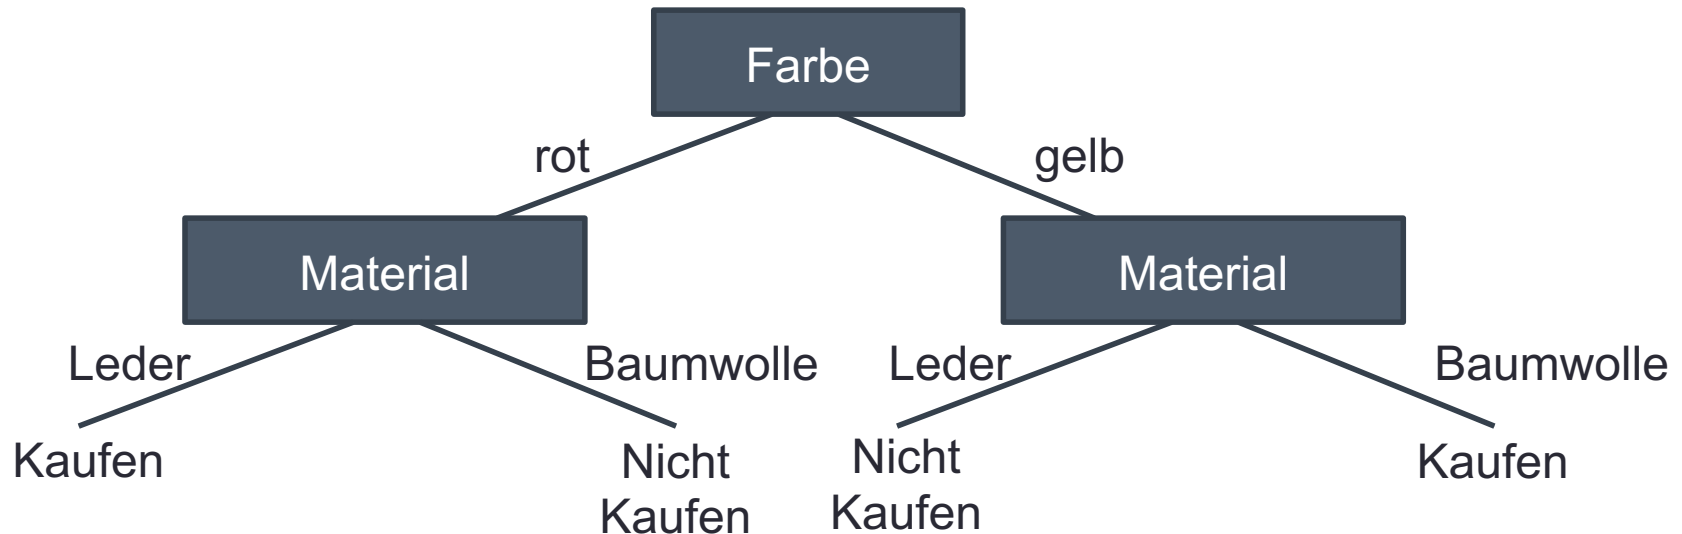 Farbe
rot
gelb
Material
Material
Leder
Baumwolle
Leder
Baumwolle
Kaufen
Nicht
Kaufen
Nicht
Kaufen
Kaufen